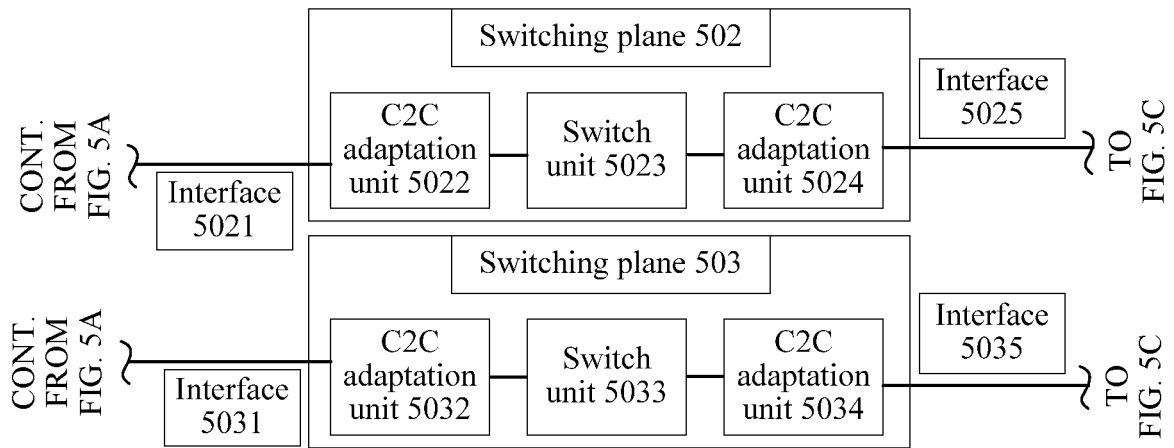 Switching plane 502
CONT.
FROM
FIG. 5A
Interface
5021
C2C
adaptation
unit 5022
Switch
unit 5023
C2C
adaptation
unit 5024
Interface
5025
TO
FIG. 5C
Switching plane 503
CONT.
FROM
FIG. 5A
Interface
5031
C2C
adaptation
unit 5032
Switch
unit 5033
C2C
adaptation
unit 5034
Interface
5035
TO
FIG. 5C